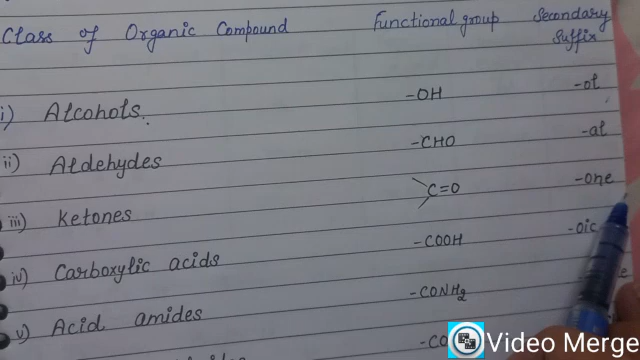 Class of Organic Compound Functional group Secondary Suffix
i) Alcohols. -OH -ol
ii) Aldehydes -CHO -al
iii) Ketones >C=O -one
iv) Carboxylic acids -COOH -oic
v) Acid amides -CONH2
-CO
Video Merge